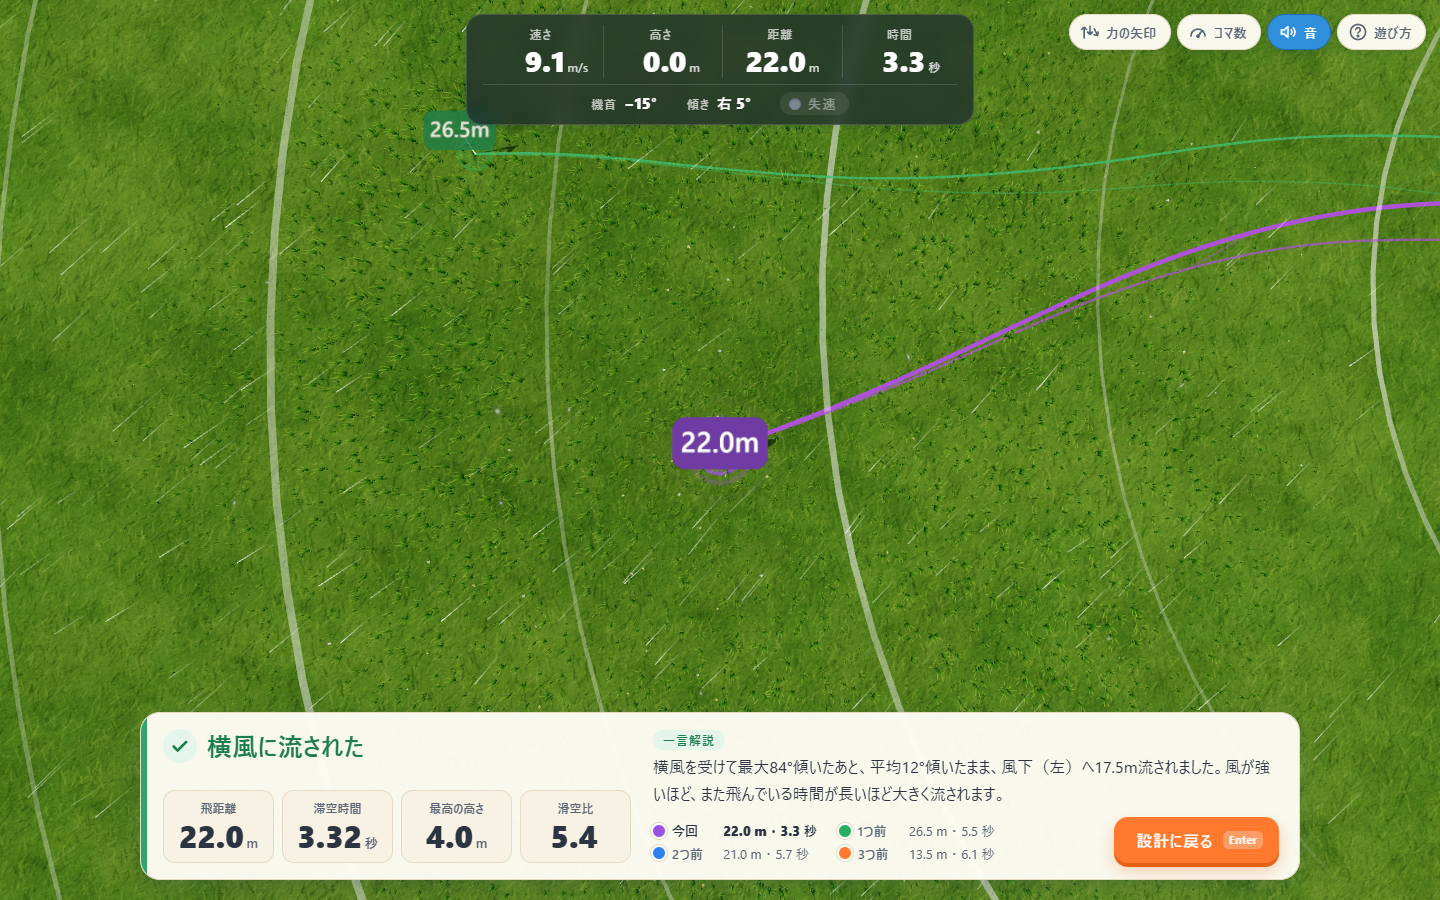 速さ 高さ 距離 時間
9.1 m/s 0.0 m 22.0 m 3.3 秒
機首 −15° 傾き 右 5° 失速
力の矢印 コマ数 音 遊び方
26.5m
22.0m
横風に流された
飛距離 滞空時間 最高の高さ 滑空比
22.0 m 3.32 秒 4.0 m 5.4
一言解説
横風を受けて最大84°傾いたあと、平均12°傾いたまま、風下（左）へ17.5m流されました。風が強
いほど、また飛んでいる時間が長いほど大きく流されます。
今回 22.0 m・3.3 秒 1つ前 26.5 m・5.5 秒
2つ前 21.0 m・5.7 秒 3つ前 13.5 m・6.1 秒
設計に戻る Enter